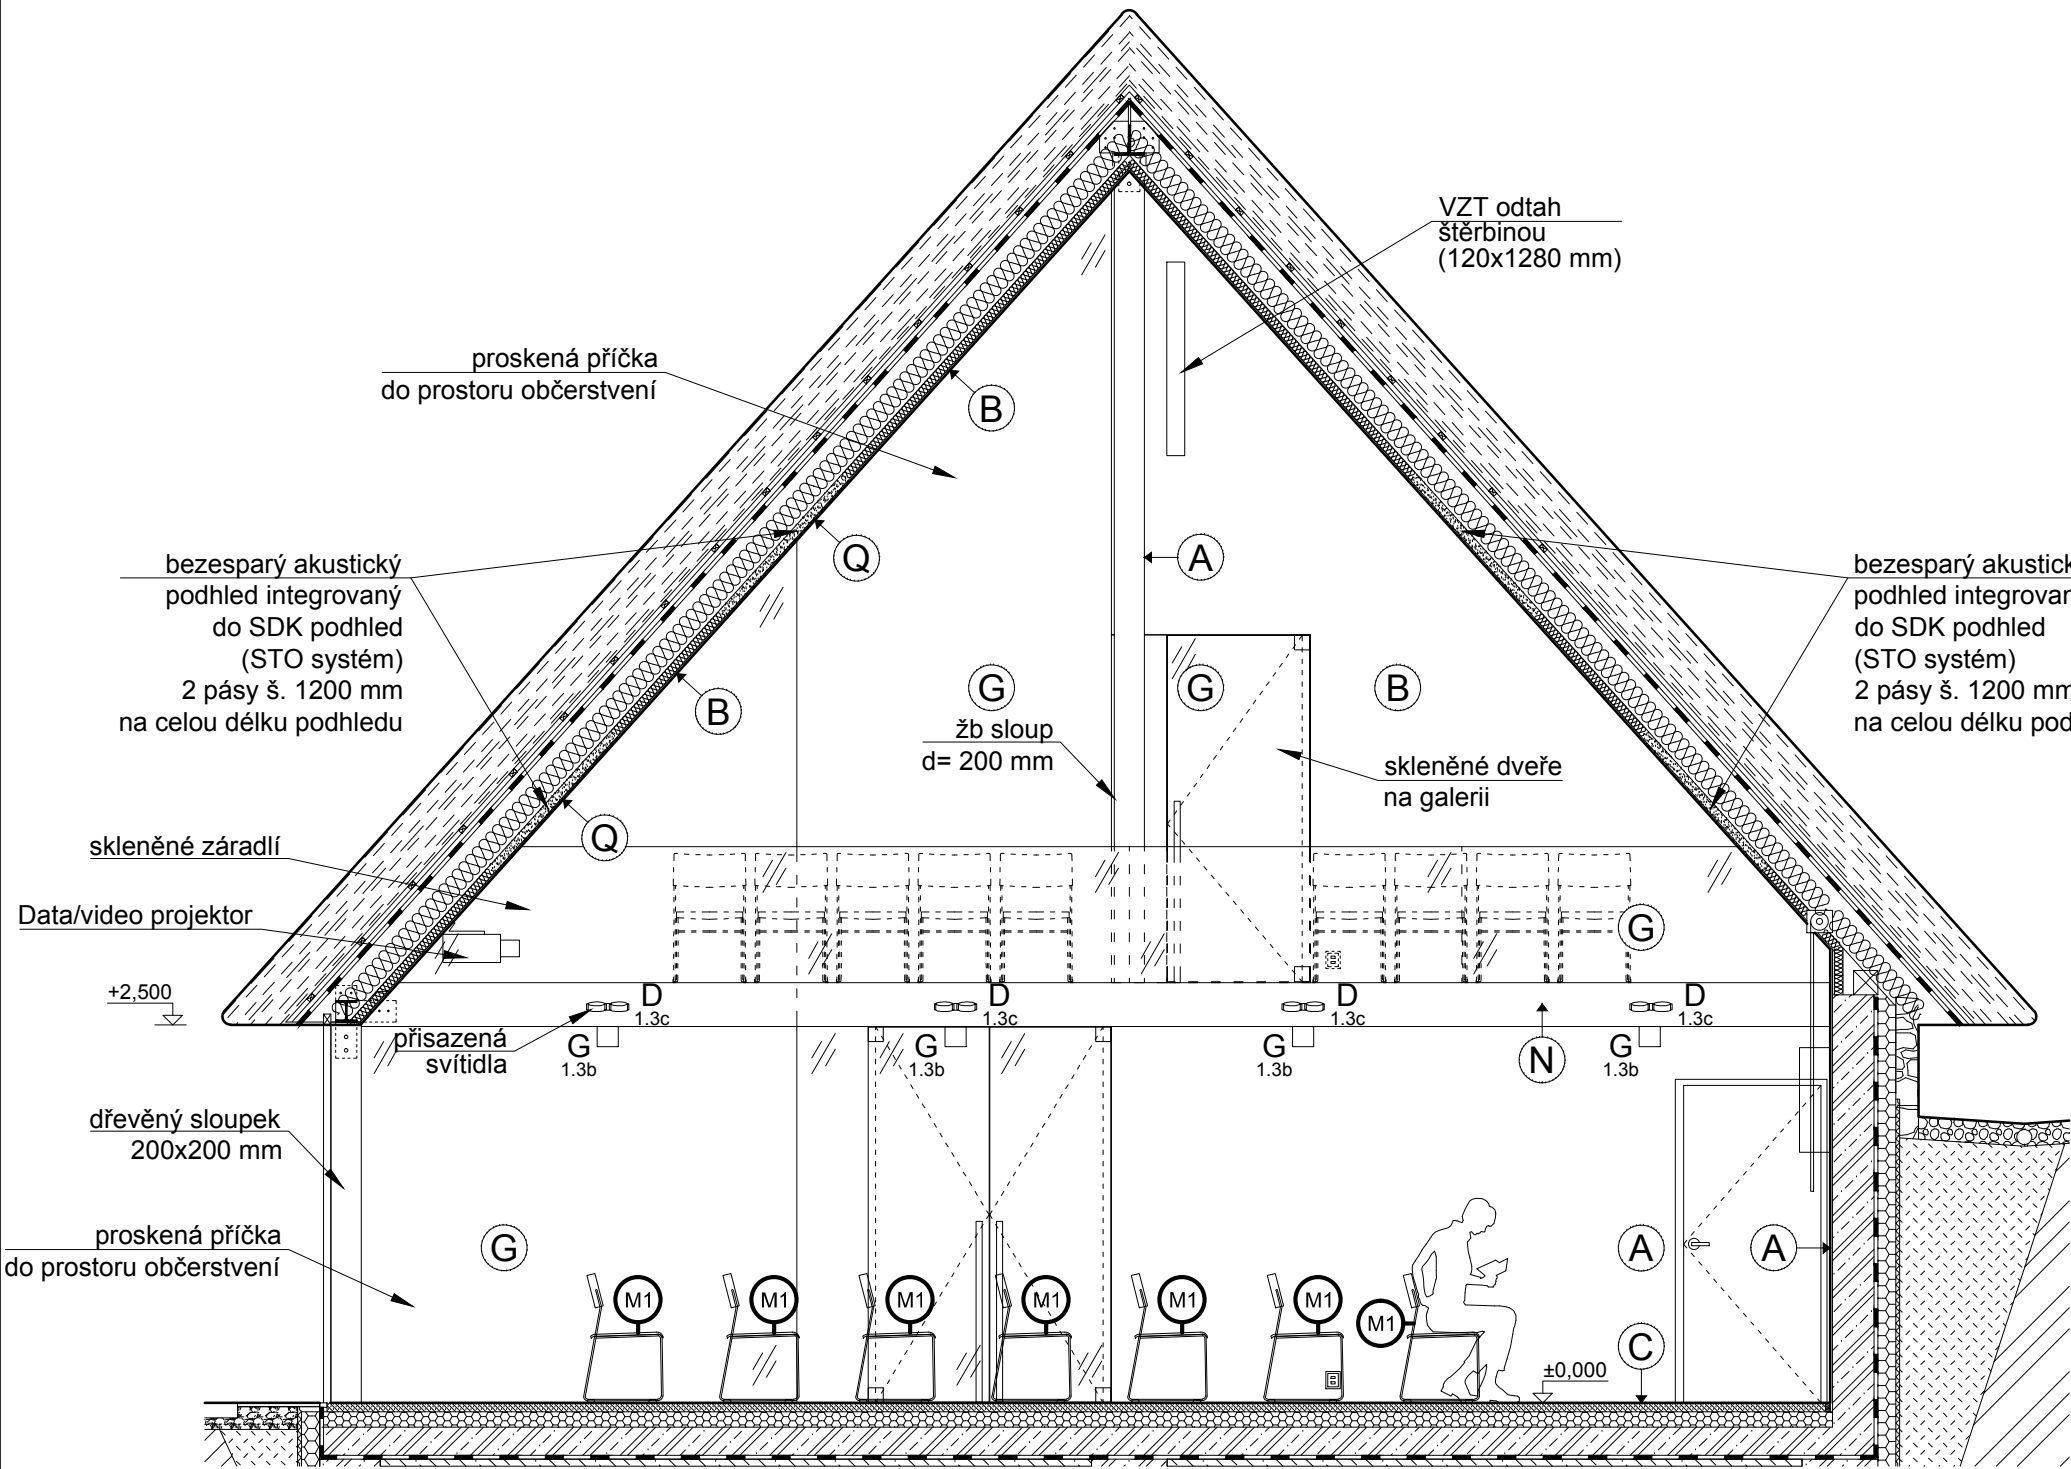 VZT odtah
štěrbinou
(120x1280 mm)
proskená příčka
do prostoru občerstvení
B
Q
A
bezesparý akustický
podhled integrovaný
do SDK podhled
(STO systém)
2 pásy š. 1200 mm
na celou délku podhledu
bezesparý akustick
podhled integrovan
do SDK podhled
(STO systém)
2 pásy š. 1200 mm
na celou délku pod
B
G
G
B
žb sloup
d= 200 mm
skleněné dveře
na galerii
Q
skleněné záradlí
Data/video projektor
G
+2,500
D
1.3c
D
1.3c
D
1.3c
D
1.3c
přisazená
svítidla
G
1.3b
G
1.3b
G
1.3b
N
G
1.3b
dřevěný sloupek
200x200 mm
proskená příčka
do prostoru občerstvení
G
A
A
M1
M1
M1
M1
M1
M1
M1
C
±0,000